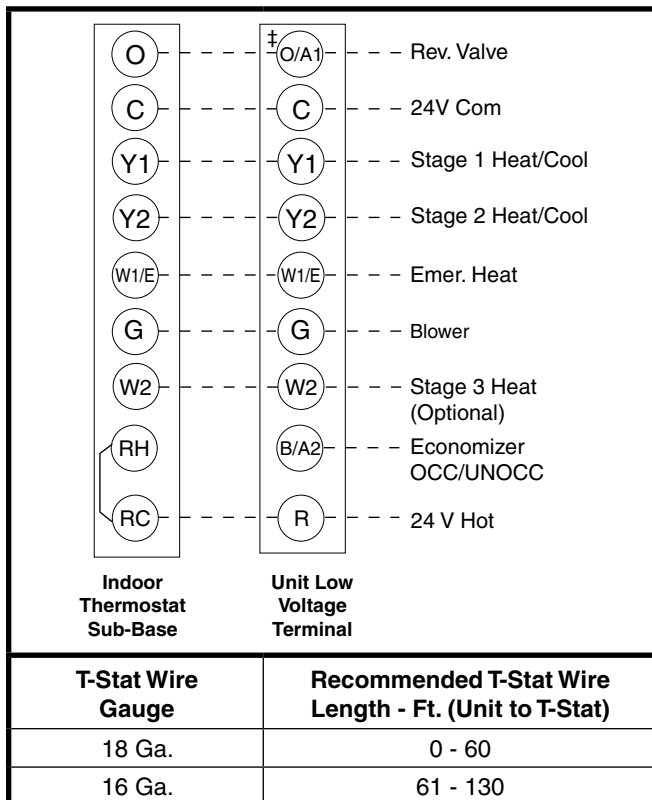 O ‡ O/A1 Rev. Valve
C C 24V Com
Y1 Y1 Stage 1 Heat/Cool
Y2 Y2 Stage 2 Heat/Cool
W1/E W1/E Emer. Heat
G G Blower
W2 W2 Stage 3 Heat
(Optional)
RH B/A2 Economizer
OCC/UNOCC
RC R 24 V Hot
Indoor
Thermostat
Sub-Base
Unit Low
Voltage
Terminal
T-Stat Wire
Gauge
Recommended T-Stat Wire
Length - Ft. (Unit to T-Stat)
18 Ga. 0 - 60
16 Ga. 61 - 130